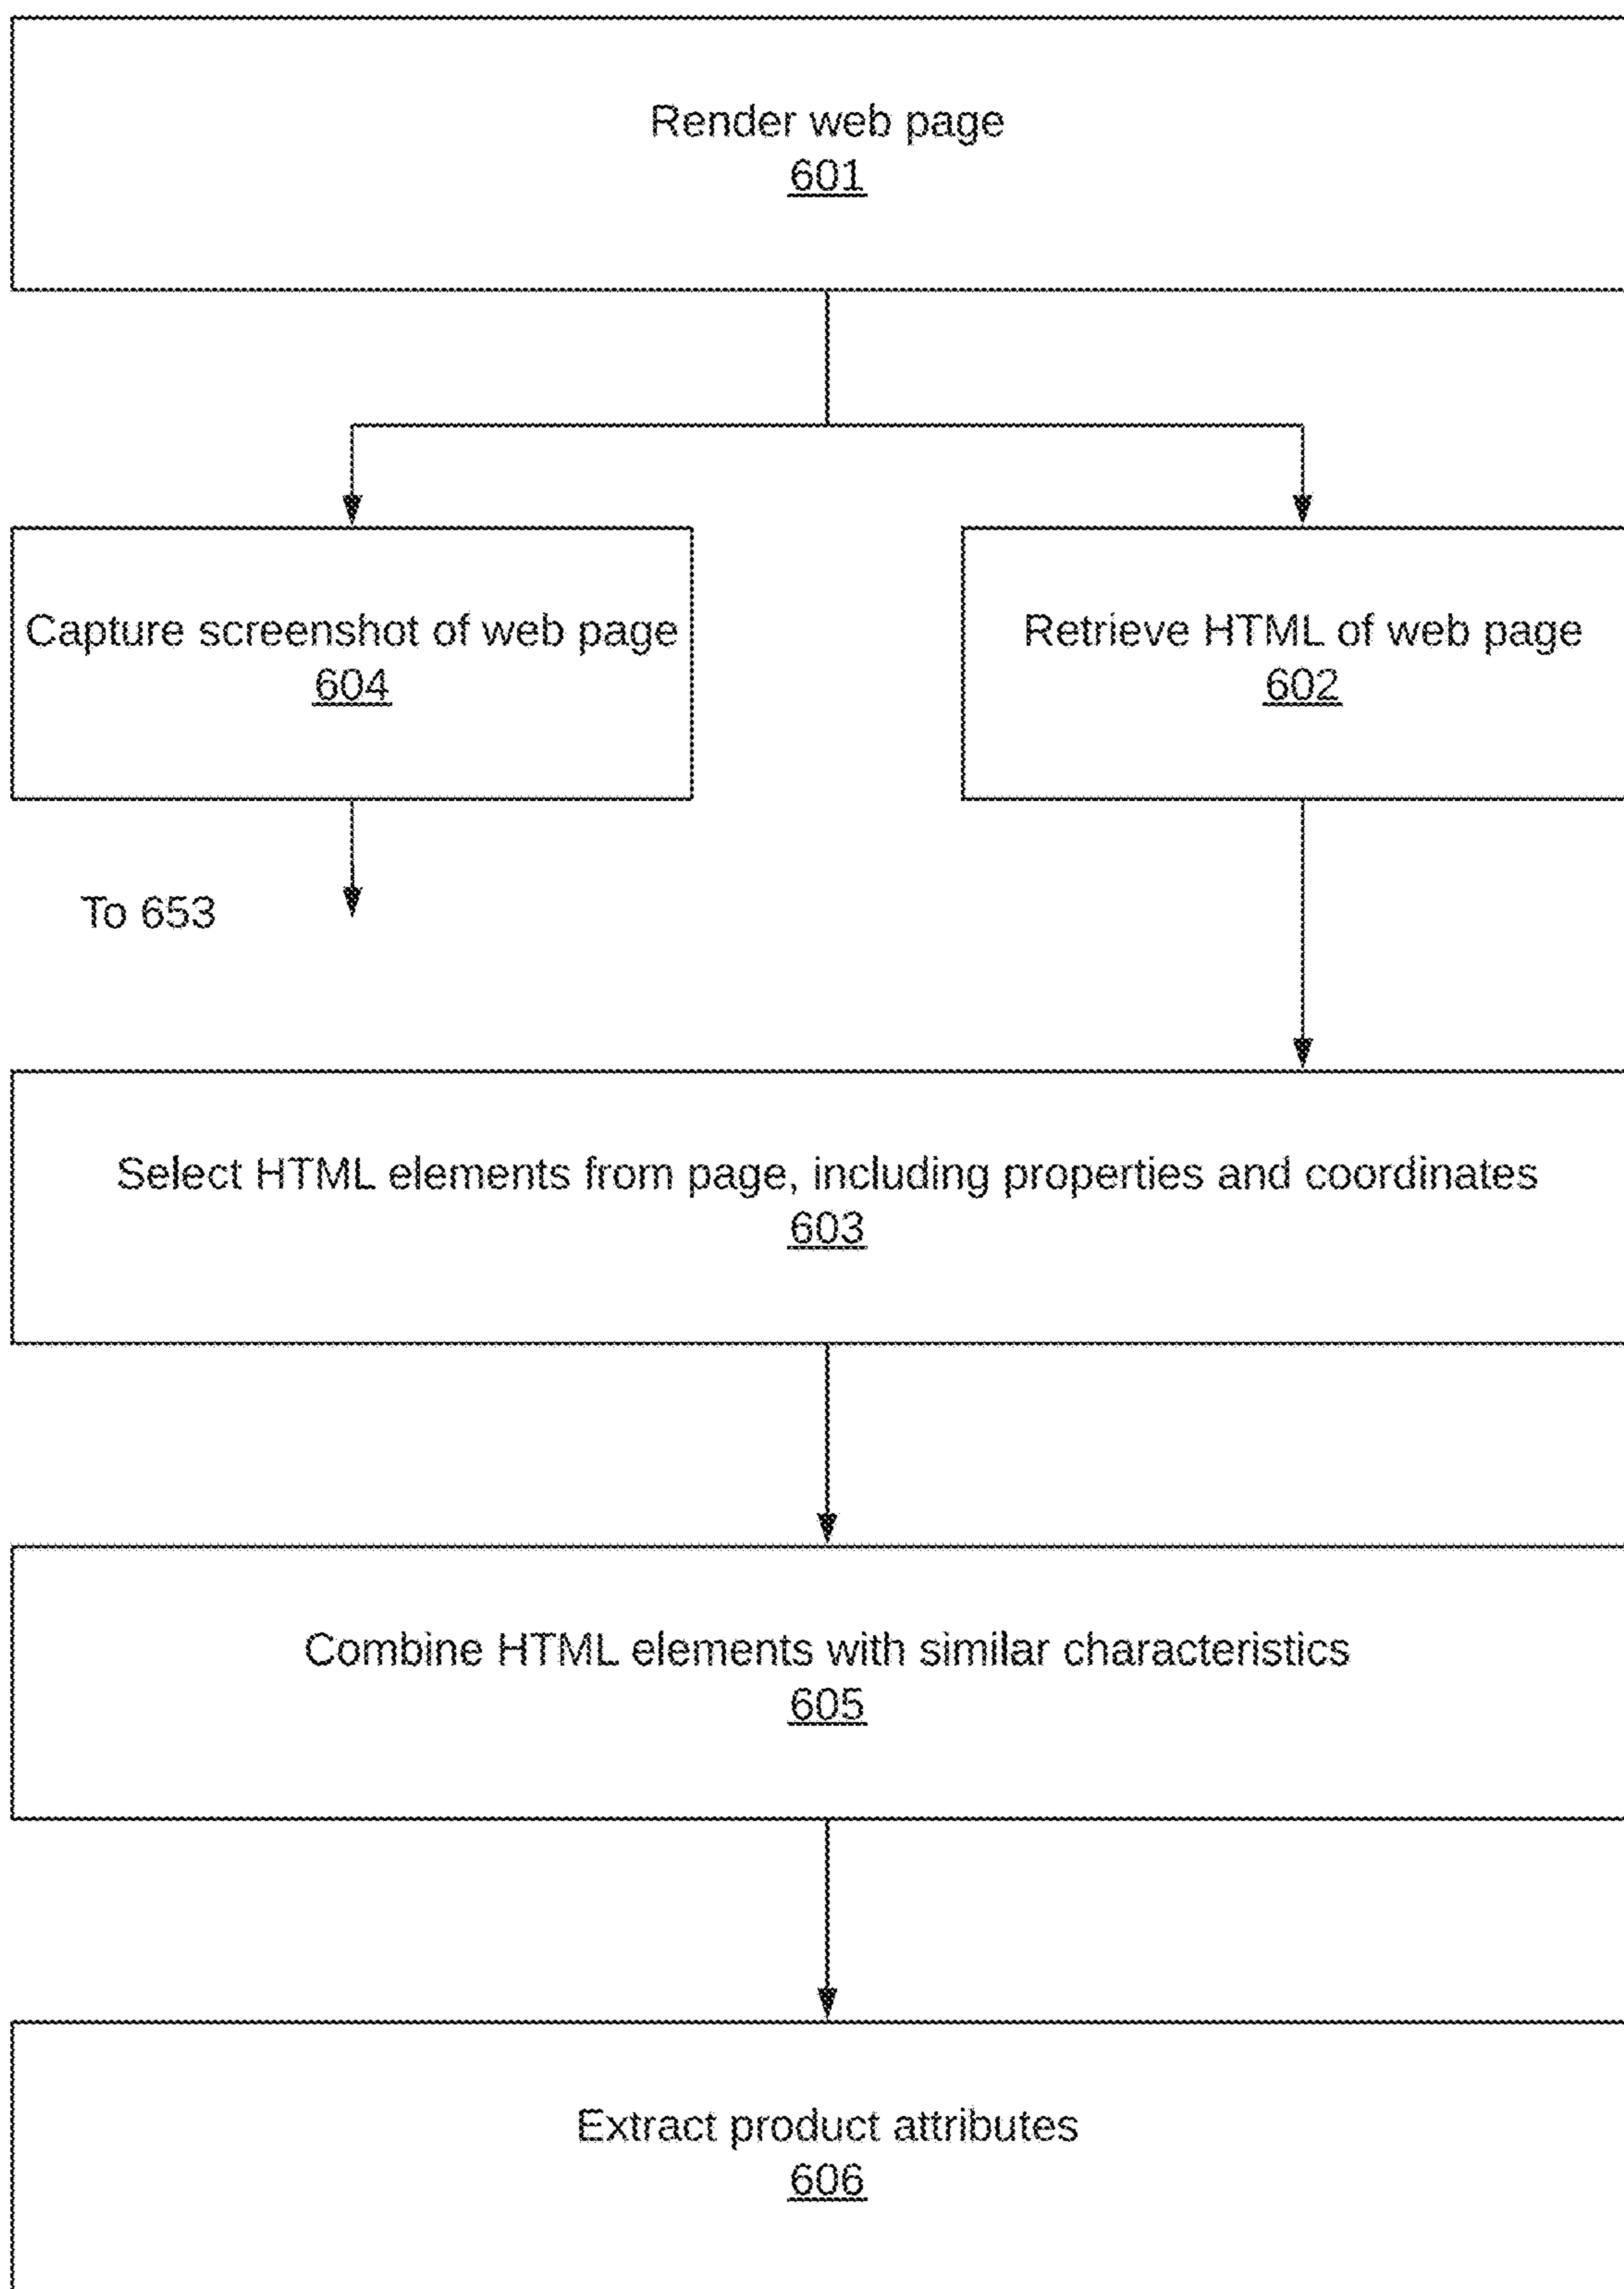 Render web page
601
Capture screenshot of web page
604
Retrieve HTML of web page
602
To 653
Select HTML elements from page, including properties and coordinates
603
Combine HTML elements with similar characteristics
605
Extract product attributes
606